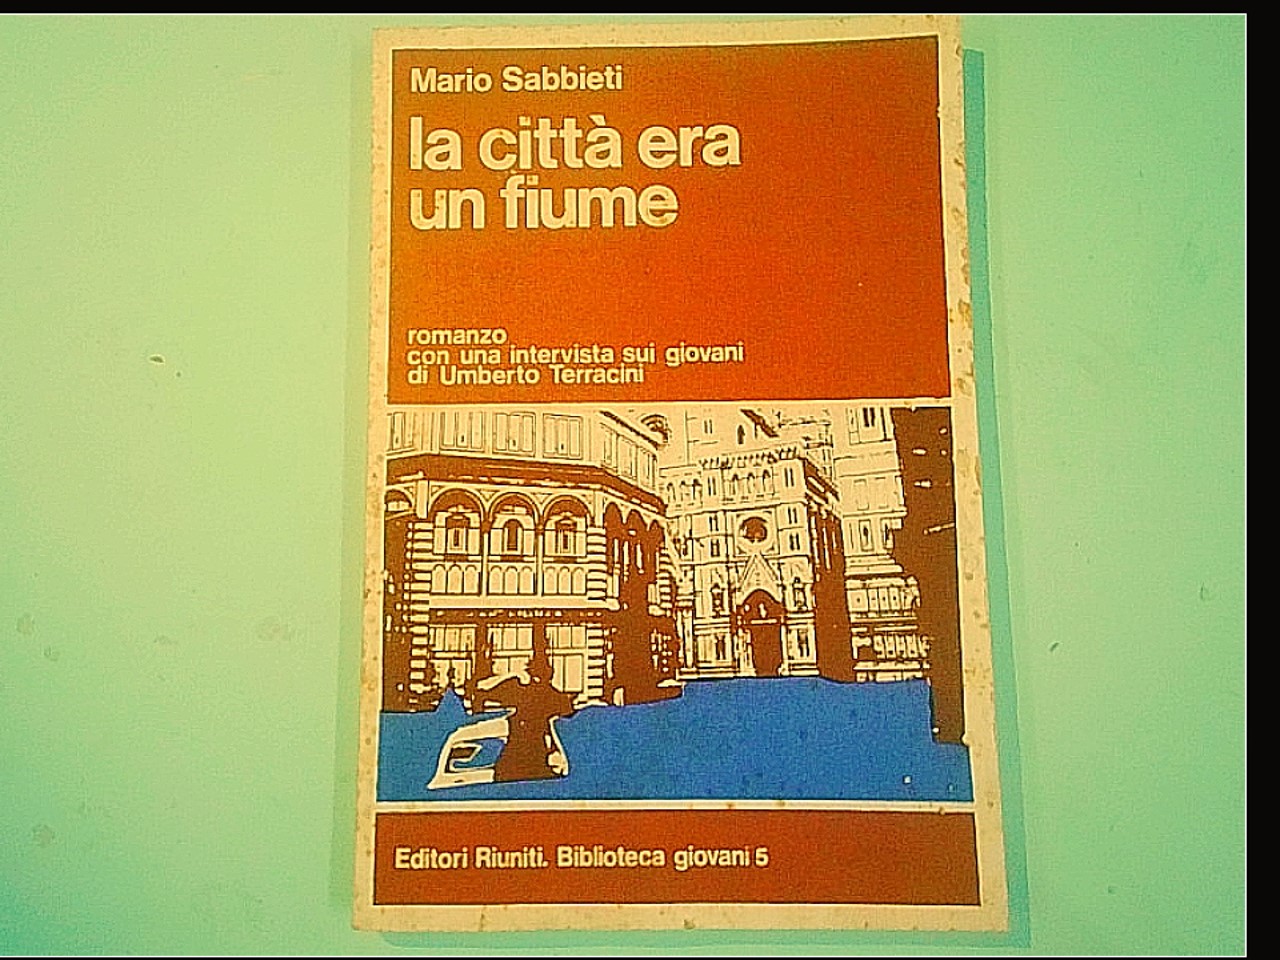 Mario Sabbieti
la città era
un fiume
romanzo
con una intervista sui giovani
di Umberto Terracini
Editori Riuniti. Biblioteca giovani 5